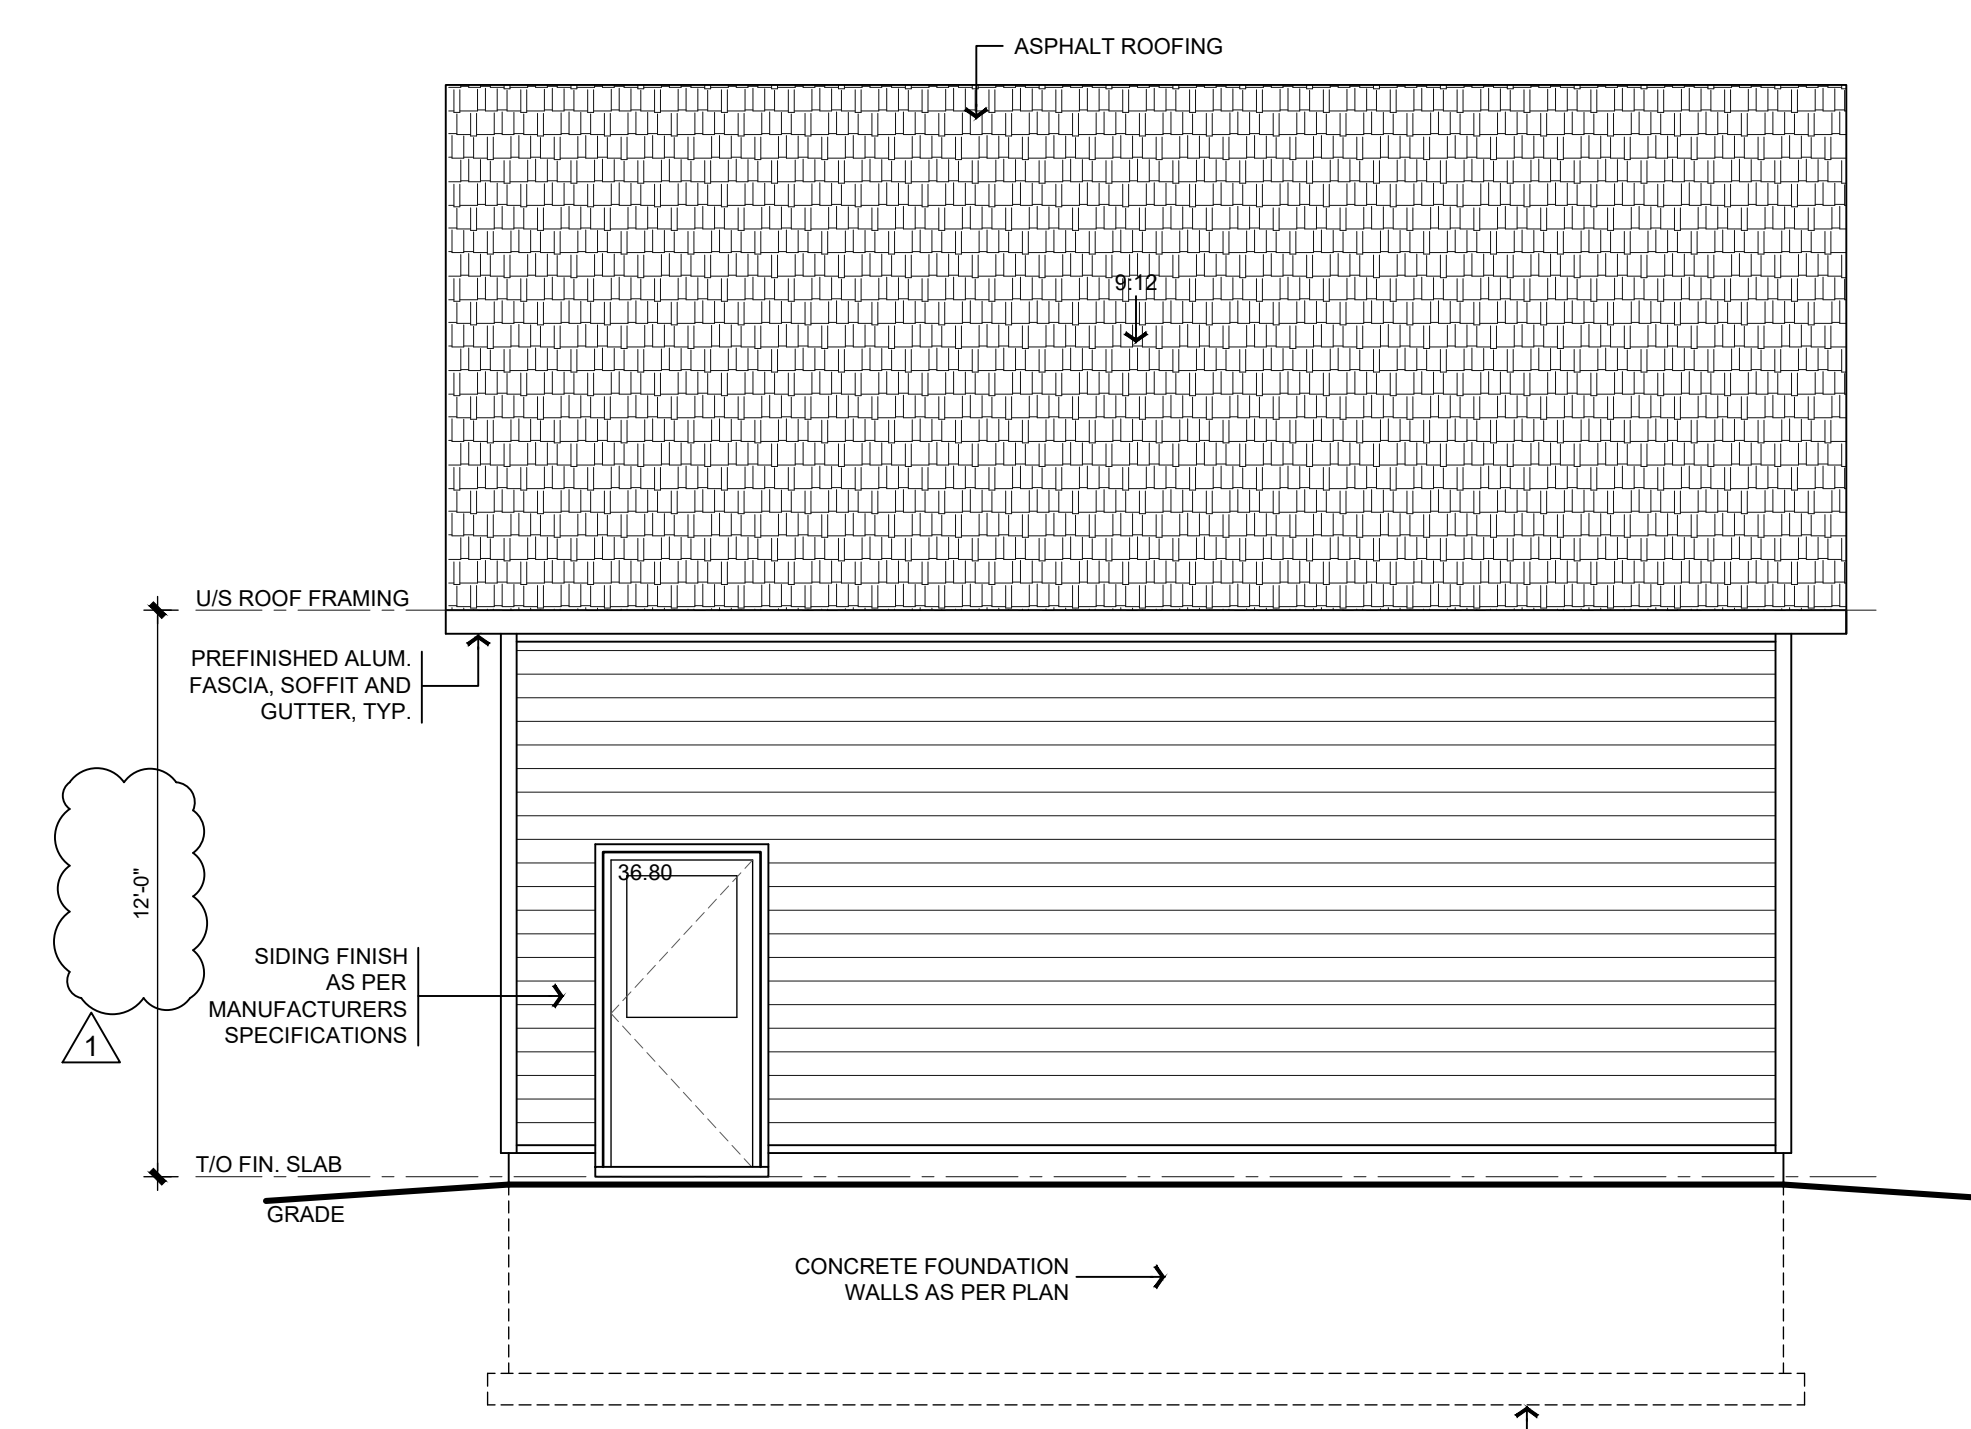 ASPHALT ROOFING
9:12
U/S ROOF FRAMING
PREFINISHED ALUM.
FASCIA, SOFFIT AND
GUTTER, TYP.
36.80
12'-0"
SIDING FINISH
AS PER
MANUFACTURERS
SPECIFICATIONS
1
T/O FIN. SLAB
GRADE
CONCRETE FOUNDATION
WALLS AS PER PLAN